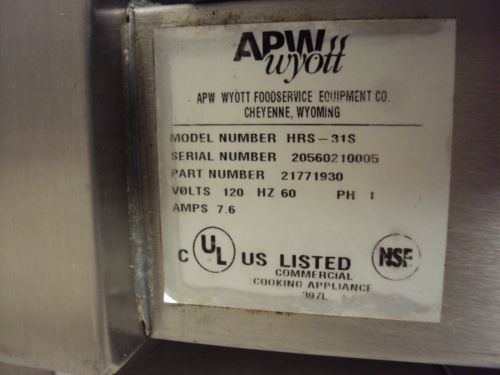 APW
wyott
APW WYOTT FOODSERVICE EQUIPMENT CO.
CHEYENNE, WYOMING
MODEL NUMBER HRS-31S
SERIAL NUMBER 20560210005
PART NUMBER 21771930
VOLTS 120 HZ 60 PH 1
AMPS 7.6
C UL US LISTED NSF
COMMERCIAL
COOKING APPLIANCE
397L